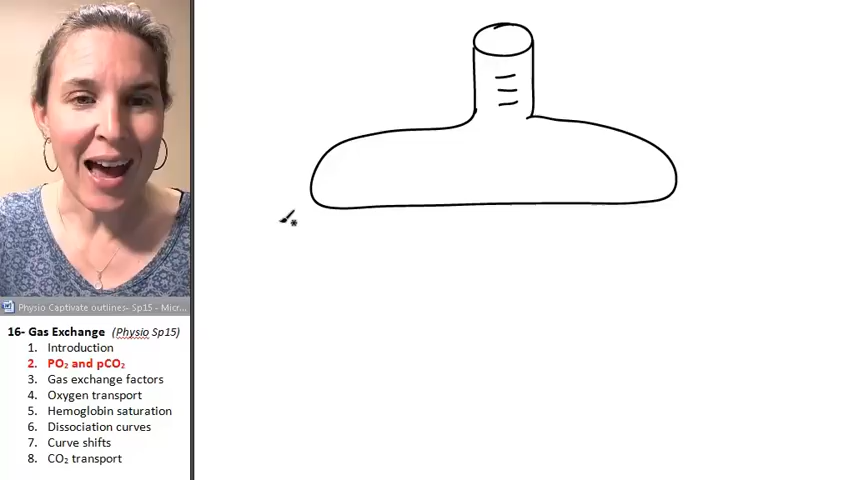 Physio Captivate outlines- Sp15 - Micr...
16- Gas Exchange (Physio Sp15)
1. Introduction
2. PO₂ and pCO₂
3. Gas exchange factors
4. Oxygen transport
5. Hemoglobin saturation
6. Dissociation curves
7. Curve shifts
8. CO₂ transport